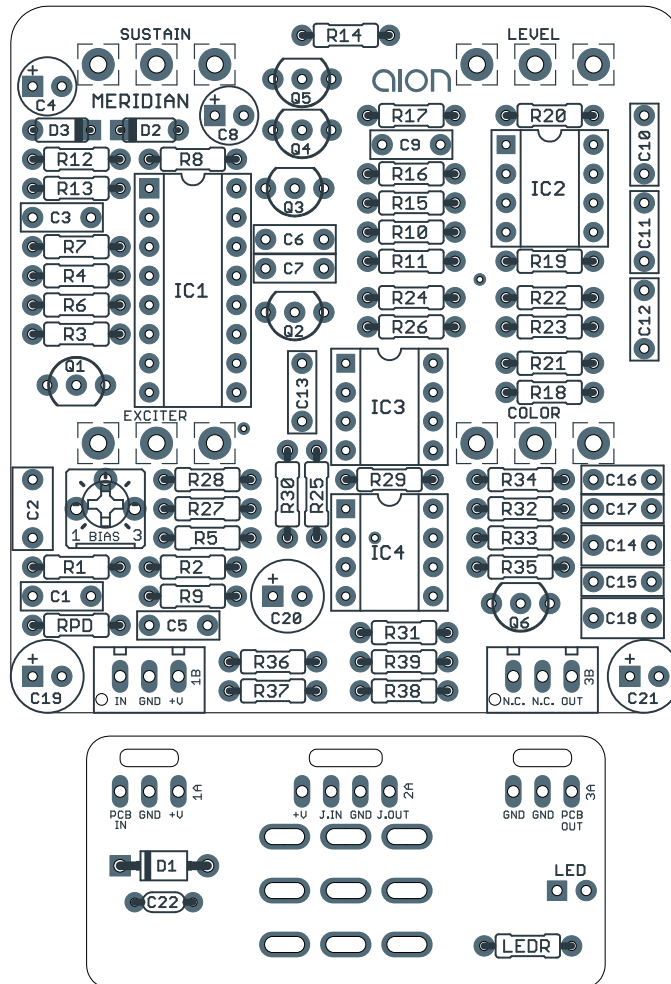 SUSTAIN
R14
LEVEL
+
C4
MERIDIAN
+
C8
Q5
aion
D3 D2
Q4
R17
R20
C10
R12 R8
C9
R13
R16
IC2
C3
Q3
R15
C11
R7
C6
R10
R4
C7
R11
R19
IC1
R6
R24
R22
C12
R3
Q2
R26
R23
Q1
C13
R21
IC3
R18
EXCITER
COLOR
C2
R28
R30
R25
R29
R34
C16
R27
R32
C17
1 BIAS 3
R5
IC4
R33
C14
R1
R2
R35
C15
C1
R9
+
C20
Q6
C18
RPD
C5
R31
+
C19
IN GND +V
1B
R36
R39
N.C. N.C. OUT
3B
+
C21
R37
R38
PCB
IN
GND +V
1A
+V J.IN GND J.OUT
2A
GND GND PCB
OUT
3A
D1
C22
LED
LEDR